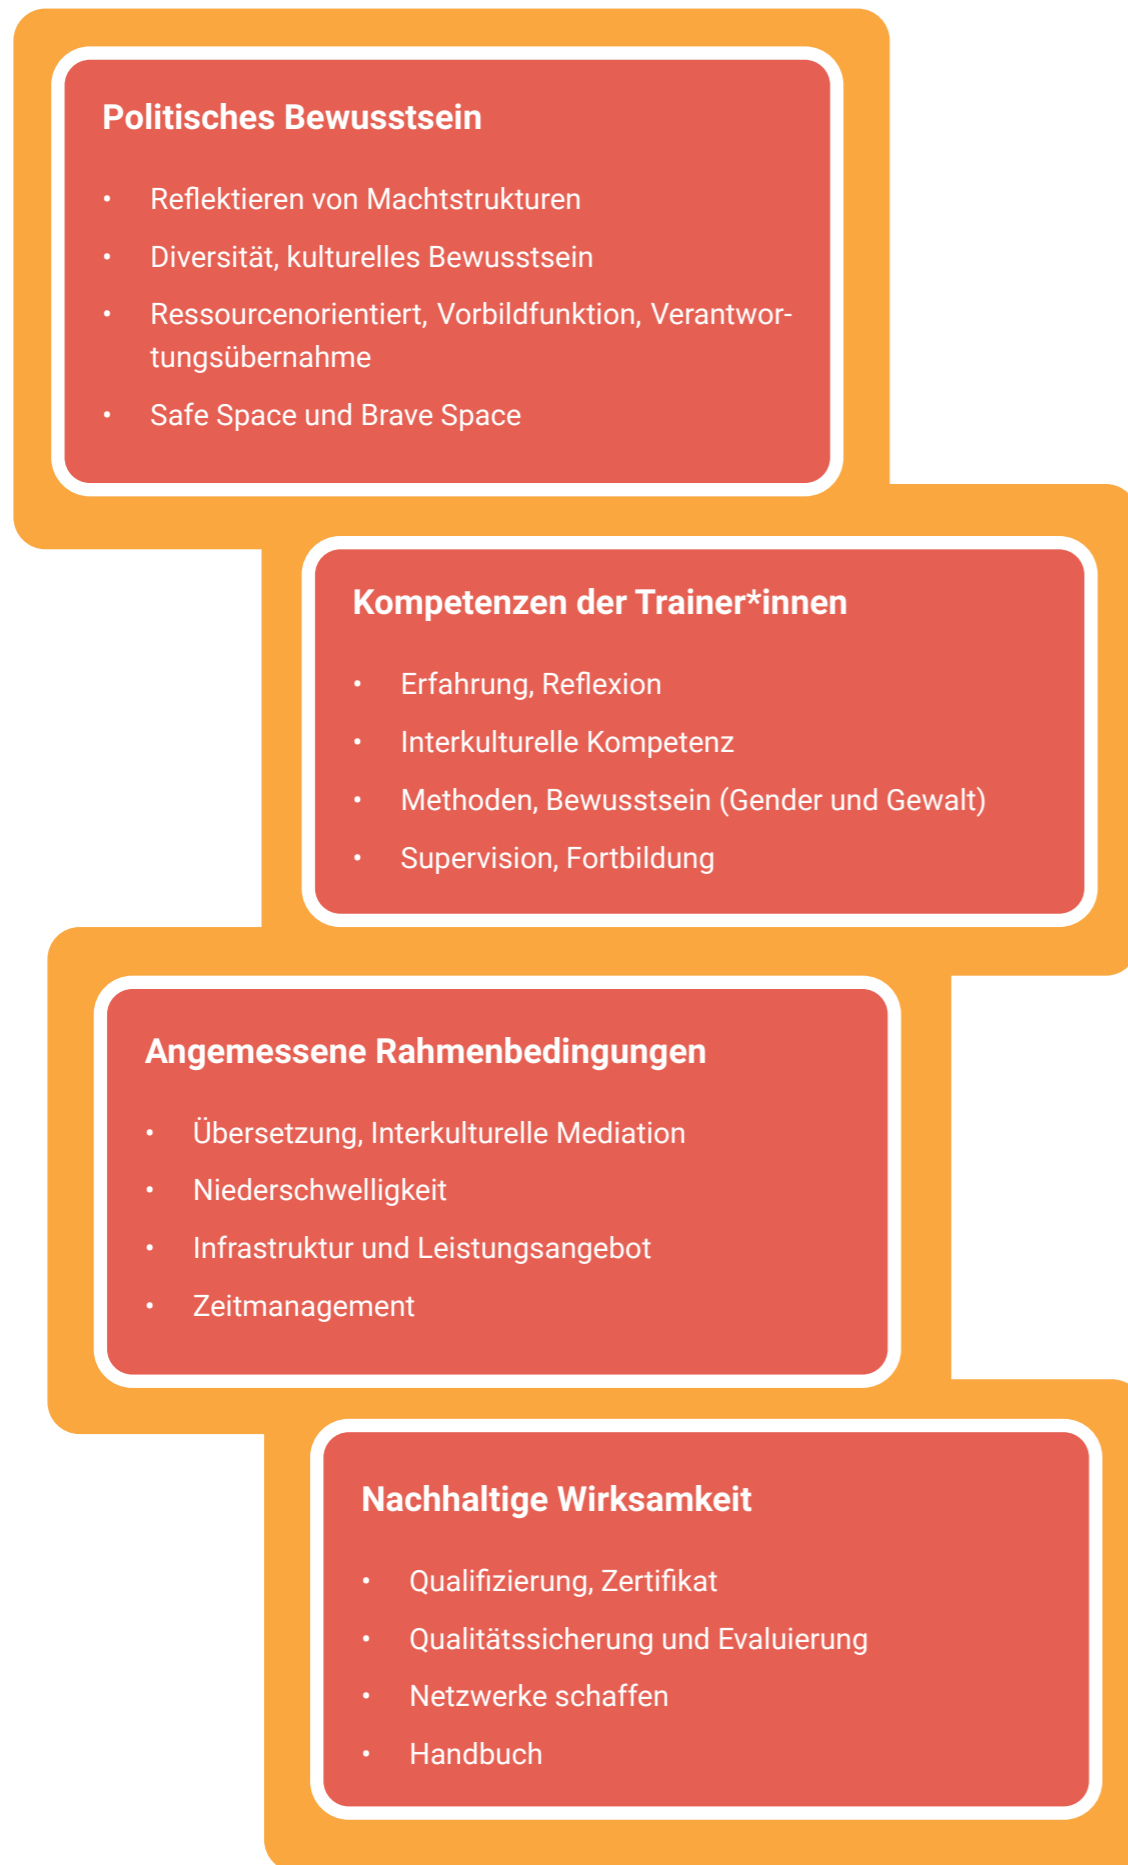 Politisches Bewusstsein
• Reflektieren von Machtstrukturen
• Diversität, kulturelles Bewusstsein
• Ressourcenorientiert, Vorbildfunktion, Verantwor-
tungsübernahme
• Safe Space und Brave Space
Kompetenzen der Trainer*innen
• Erfahrung, Reflexion
• Interkulturelle Kompetenz
• Methoden, Bewusstsein (Gender und Gewalt)
• Supervision, Fortbildung
Angemessene Rahmenbedingungen
• Übersetzung, Interkulturelle Mediation
• Niederschwelligkeit
• Infrastruktur und Leistungsangebot
• Zeitmanagement
Nachhaltige Wirksamkeit
• Qualifizierung, Zertifikat
• Qualitätssicherung und Evaluierung
• Netzwerke schaffen
• Handbuch